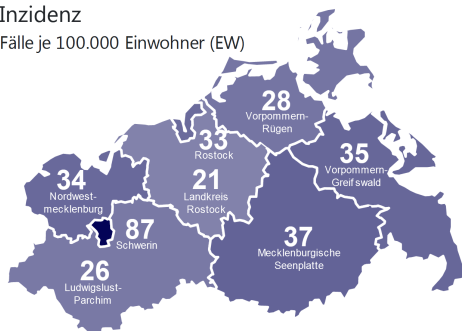 Inzidenz
Fälle je 100.000 Einwohner (EW)
28
Vorpommern-
Rügen
33
Rostock
35
Vorpommern-
Greifswald
34
Nordwest-
mecklenburg
21
Landkreis
Rostock
87
Schwerin
37
Mecklenburgische
Seenplatte
26
Ludwigslust-
Parchim